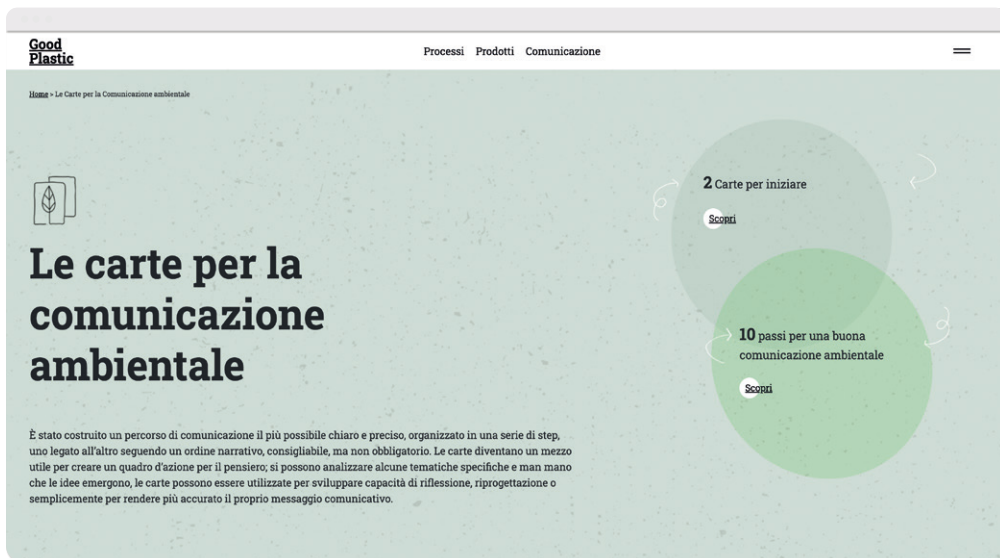 Good
Plastic
Processi Prodotti Comunicazione
Home » Le Carte per la Comunicazione ambientale
Le carte per la
comunicazione
ambientale
È stato costruito un percorso di comunicazione il più possibile chiaro e preciso, organizzato in una serie di step,
uno legato all’altro seguendo un ordine narrativo, consigliabile, ma non obbligatorio. Le carte diventano un mezzo
utile per creare un quadro d’azione per il pensiero; si possono analizzare alcune tematiche specifiche e man mano
che le idee emergono, le carte possono essere utilizzate per sviluppare capacità di riflessione, riprogettazione o
semplicemente per rendere più accurato il proprio messaggio comunicativo.
2 Carte per iniziare
Scopri
10 passi per una buona
comunicazione ambientale
Scopri